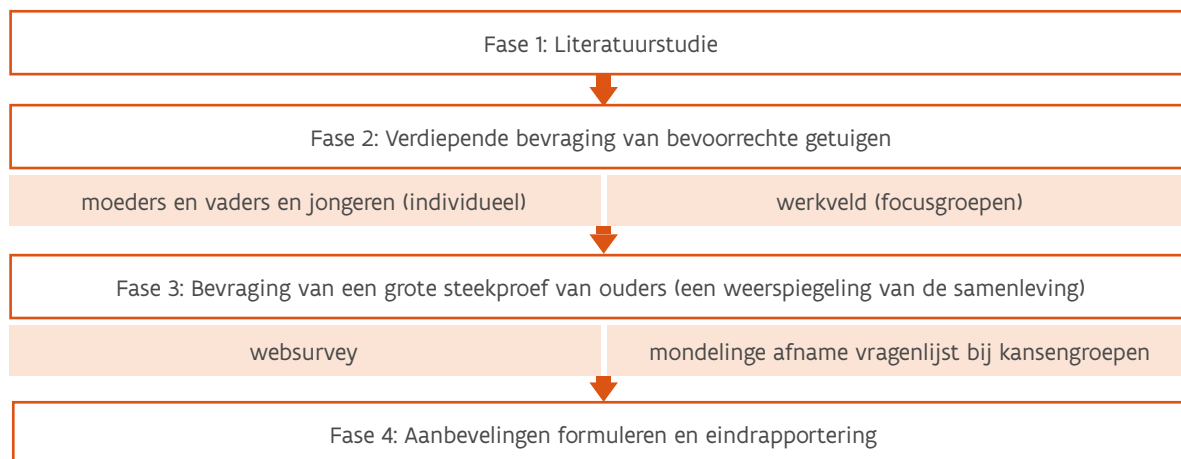 Fase 1: Literatuurstudie
Fase 2: Verdiepende bevraging van bevoorrechte getuigen
moeders en vaders en jongeren (individueel)
werkveld (focusgroepen)
Fase 3: Bevraging van een grote steekproef van ouders (een weerspiegeling van de samenleving)
websurvey
mondelinge afname vragenlijst bij kansengroepen
Fase 4: Aanbevelingen formuleren en eindrapportering